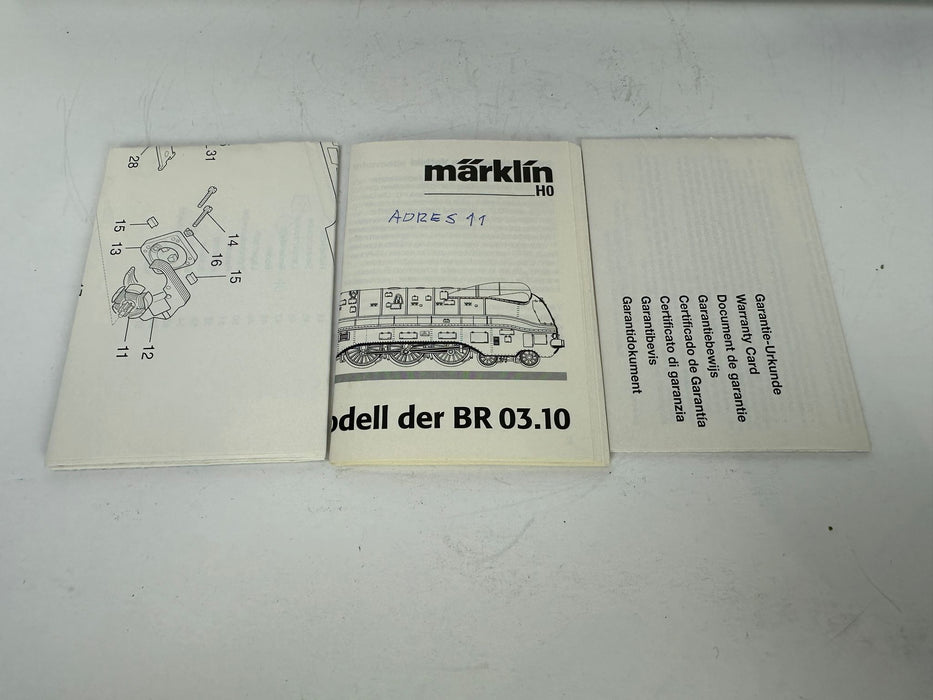 31
28
15
13
14
16
15
12
11
märklin
H0
ADRES 11
odell der BR 03.10
Garantie-Urkunde
Warranty Card
Document de garantie
Garantiebewijs
Certificado de Garantía
Certificato di garanzia
Garantibevis
Garantidokument